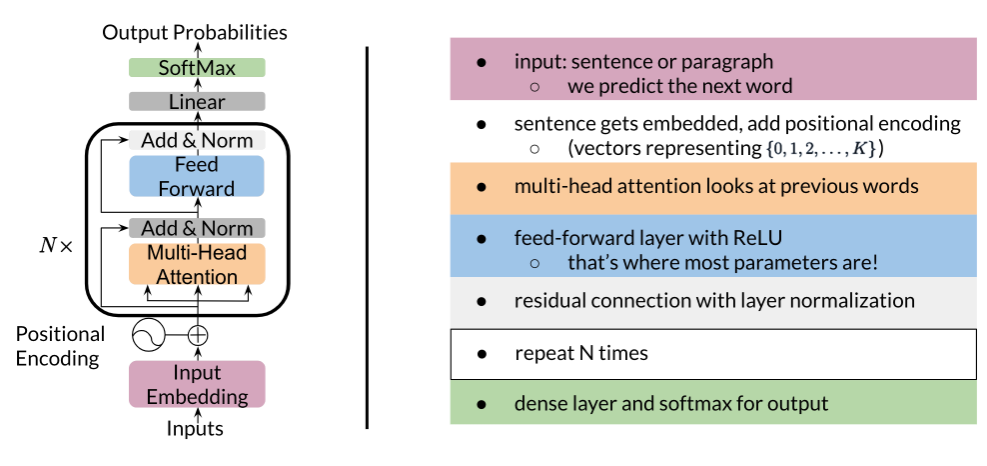 Output Probabilities
SoftMax
Linear
Add & Norm
Feed
Forward
Add & Norm
N×
Multi-Head
Attention
Positional
Encoding
Input
Embedding
Inputs
● input: sentence or paragraph
○ we predict the next word
● sentence gets embedded, add positional encoding
○ (vectors representing {0, 1, 2, . . . , K})
● multi-head attention looks at previous words
● feed-forward layer with ReLU
○ that's where most parameters are!
● residual connection with layer normalization
● repeat N times
● dense layer and softmax for output